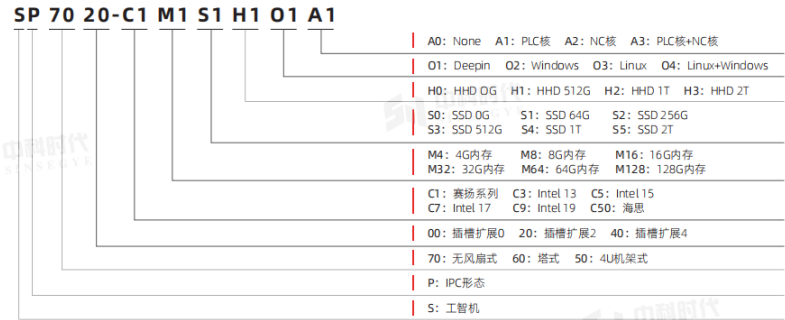 SP 70 20-C1 M1 S1 H1 O1 A1
A0: None A1: PLC核 A2: NC核 A3: PLC核+NC核
O1: Deepin O2: Windows O3: Linux O4: Linux+Windows
H0: HHD 0G H1: HHD 512G H2: HHD 1T H3: HHD 2T
S0: SSD 0G S1: SSD 64G S2: SSD 256G
S3: SSD 512G S4: SSD 1T S5: SSD 2T
M4: 4G内存 M8: 8G内存 M16: 16G内存
M32: 32G内存 M64: 64G内存 M128: 128G内存
C1: 赛扬系列 C3: Intel 13 C5: Intel 15
C7: Intel 17 C9: Intel 19 C50: 海思
00: 插槽扩展0 20: 插槽扩展2 40: 插槽扩展4
70: 无风扇式 60: 塔式 50: 4U机架式
P: IPC形态
S: 工智机
中科时代
SINSEGYE
中科时代
中科时代